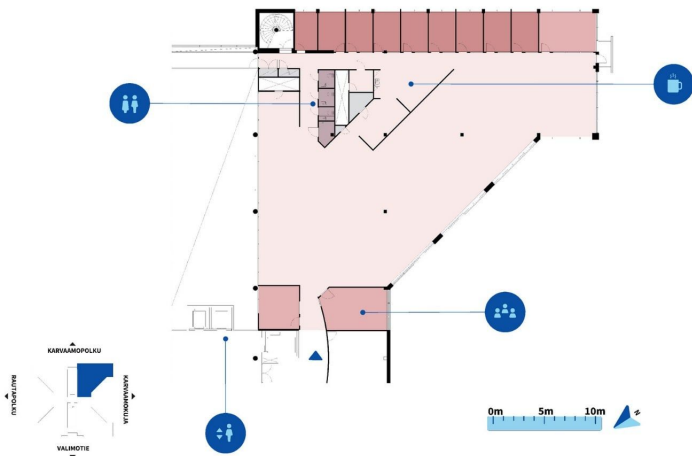 KARVAAMOPOLKU
RAUTAPOLKU
KARVAAMOKUJA
VALIMOTIE
0m 5m 10m
N